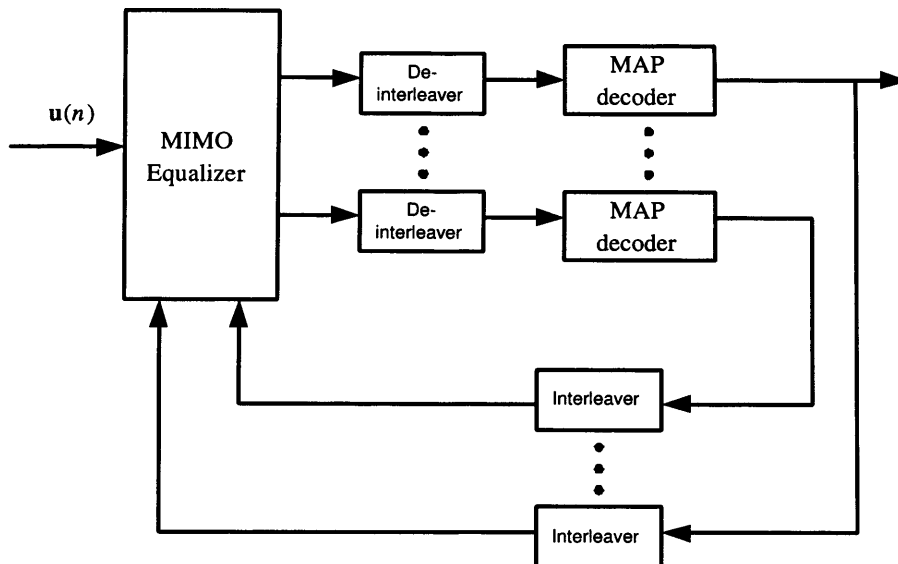 u(n)
MIMO
Equalizer
De-
interleaver
MAP
decoder
De-
interleaver
MAP
decoder
Interleaver
Interleaver